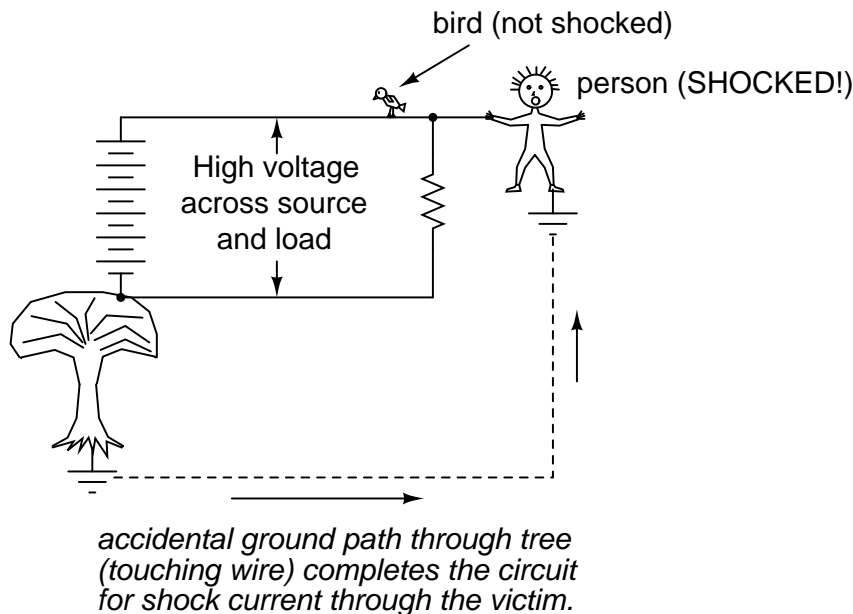 bird (not shocked)
person (SHOCKED!)
High voltage
across source
and load
accidental ground path through tree
(touching wire) completes the circuit
for shock current through the victim.